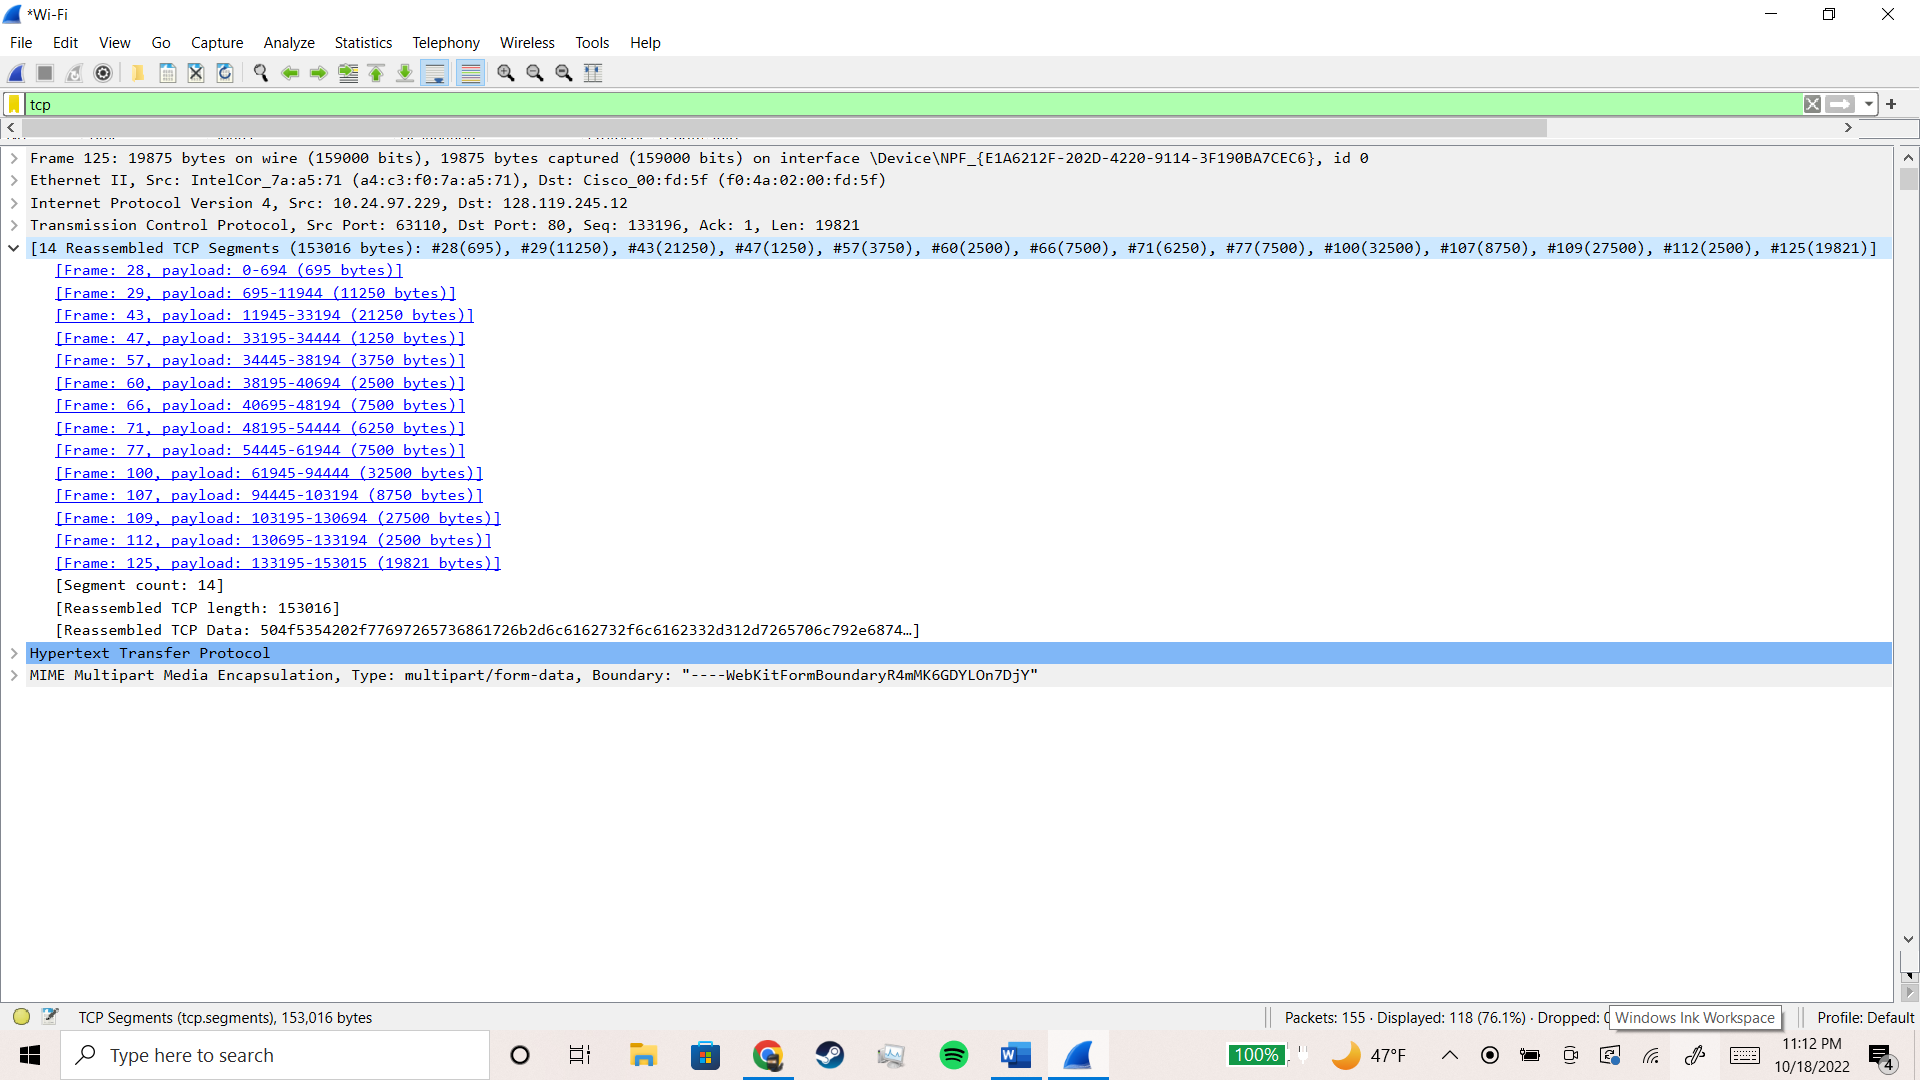 *Wi-Fi
File Edit View Go Capture Analyze Statistics Telephony Wireless Tools Help
tcp
Frame 125: 19875 bytes on wire (159000 bits), 19875 bytes captured (159000 bits) on interface \Device\NPF_{E1A6212F-202D-4220-9114-3F190BA7CEC6}, id 0
Ethernet II, Src: IntelCor_7a:a5:71 (a4:c3:f0:7a:a5:71), Dst: Cisco_00:fd:5f (f0:4a:02:00:fd:5f)
Internet Protocol Version 4, Src: 10.24.97.229, Dst: 128.119.245.12
Transmission Control Protocol, Src Port: 63110, Dst Port: 80, Seq: 133196, Ack: 1, Len: 19821
[14 Reassembled TCP Segments (153016 bytes): #28(695), #29(11250), #43(21250), #47(1250), #57(3750), #60(2500), #66(7500), #71(6250), #77(7500), #100(32500), #107(8750), #109(27500), #112(2500), #125(19821)]
[Frame: 28, payload: 0-694 (695 bytes)]
[Frame: 29, payload: 695-11944 (11250 bytes)]
[Frame: 43, payload: 11945-33194 (21250 bytes)]
[Frame: 47, payload: 33195-34444 (1250 bytes)]
[Frame: 57, payload: 34445-38194 (3750 bytes)]
[Frame: 60, payload: 38195-40694 (2500 bytes)]
[Frame: 66, payload: 40695-48194 (7500 bytes)]
[Frame: 71, payload: 48195-54444 (6250 bytes)]
[Frame: 77, payload: 54445-61944 (7500 bytes)]
[Frame: 100, payload: 61945-94444 (32500 bytes)]
[Frame: 107, payload: 94445-103194 (8750 bytes)]
[Frame: 109, payload: 103195-130694 (27500 bytes)]
[Frame: 112, payload: 130695-133194 (2500 bytes)]
[Frame: 125, payload: 133195-153015 (19821 bytes)]
[Segment count: 14]
[Reassembled TCP length: 153016]
[Reassembled TCP Data: 504f5354202f77697265736861726b2d6c6162732f6c6162332d312d7265706c792e6874…]
Hypertext Transfer Protocol
MIME Multipart Media Encapsulation, Type: multipart/form-data, Boundary: "----WebKitFormBoundaryR4mMK6GDYLOn7DjY"
TCP Segments (tcp.segments), 153,016 bytes
Packets: 155 · Displayed: 118 (76.1%) · Dropped:
Windows Ink Workspace
Profile: Default
Type here to search
100%
47°F
11:12 PM
10/18/2022
4